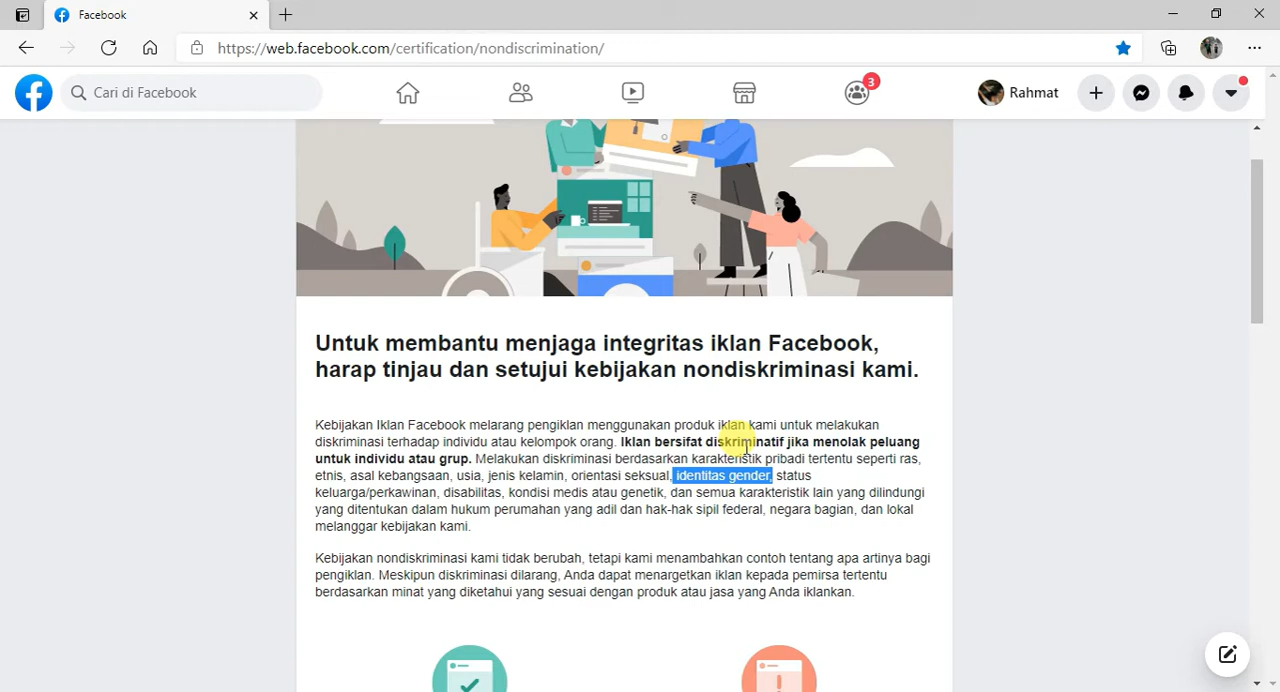 Facebook
https://web.facebook.com/certification/nondiscrimination/
Cari di Facebook
3
Rahmat
Untuk membantu menjaga integritas iklan Facebook,
harap tinjau dan setujui kebijakan nondiskriminasi kami.
Kebijakan Iklan Facebook melarang pengiklan menggunakan produk iklan kami untuk melakukan
diskriminasi terhadap individu atau kelompok orang. Iklan bersifat diskriminatif jika menolak peluang
untuk individu atau grup. Melakukan diskriminasi berdasarkan karakteristik pribadi tertentu seperti ras,
etnis, asal kebangsaan, usia, jenis kelamin, orientasi seksual, identitas gender, status
keluarga/perkawinan, disabilitas, kondisi medis atau genetik, dan semua karakteristik lain yang dilindungi
yang ditentukan dalam hukum perumahan yang adil dan hak-hak sipil federal, negara bagian, dan lokal
melanggar kebijakan kami.
Kebijakan nondiskriminasi kami tidak berubah, tetapi kami menambahkan contoh tentang apa artinya bagi
pengiklan. Meskipun diskriminasi dilarang, Anda dapat menargetkan iklan kepada pemirsa tertentu
berdasarkan minat yang diketahui yang sesuai dengan produk atau jasa yang Anda iklankan.